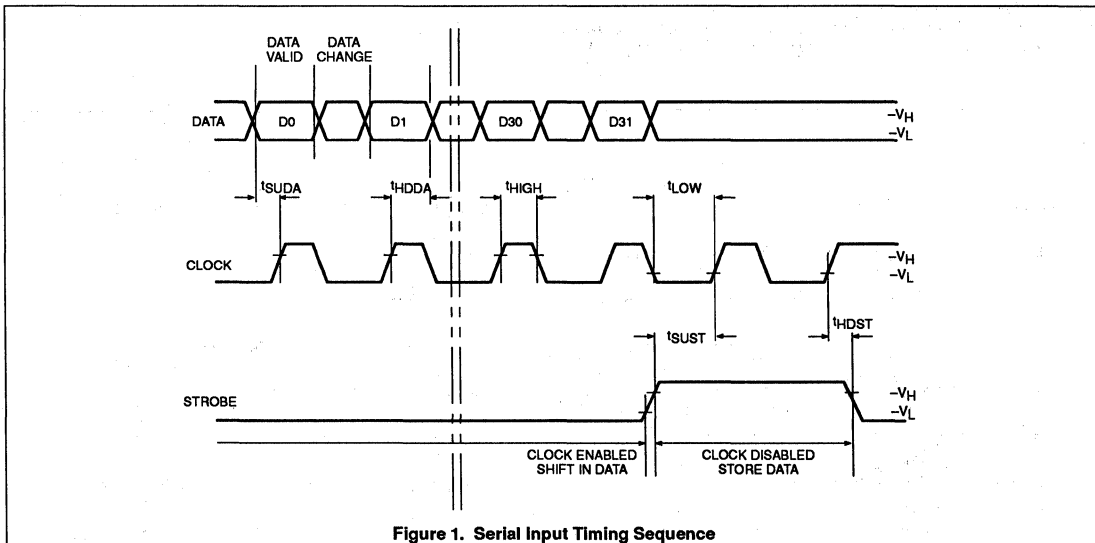 DATA VALID
DATA CHANGE
DATA
D0
D1
D30
D31
–VH
–VL
tSUDA
tHDDA
tHIGH
tLOW
CLOCK
–VH
–VL
tSUST
tHDST
STROBE
–VH
–VL
CLOCK ENABLED
SHIFT IN DATA
CLOCK DISABLED
STORE DATA
Figure 1. Serial Input Timing Sequence